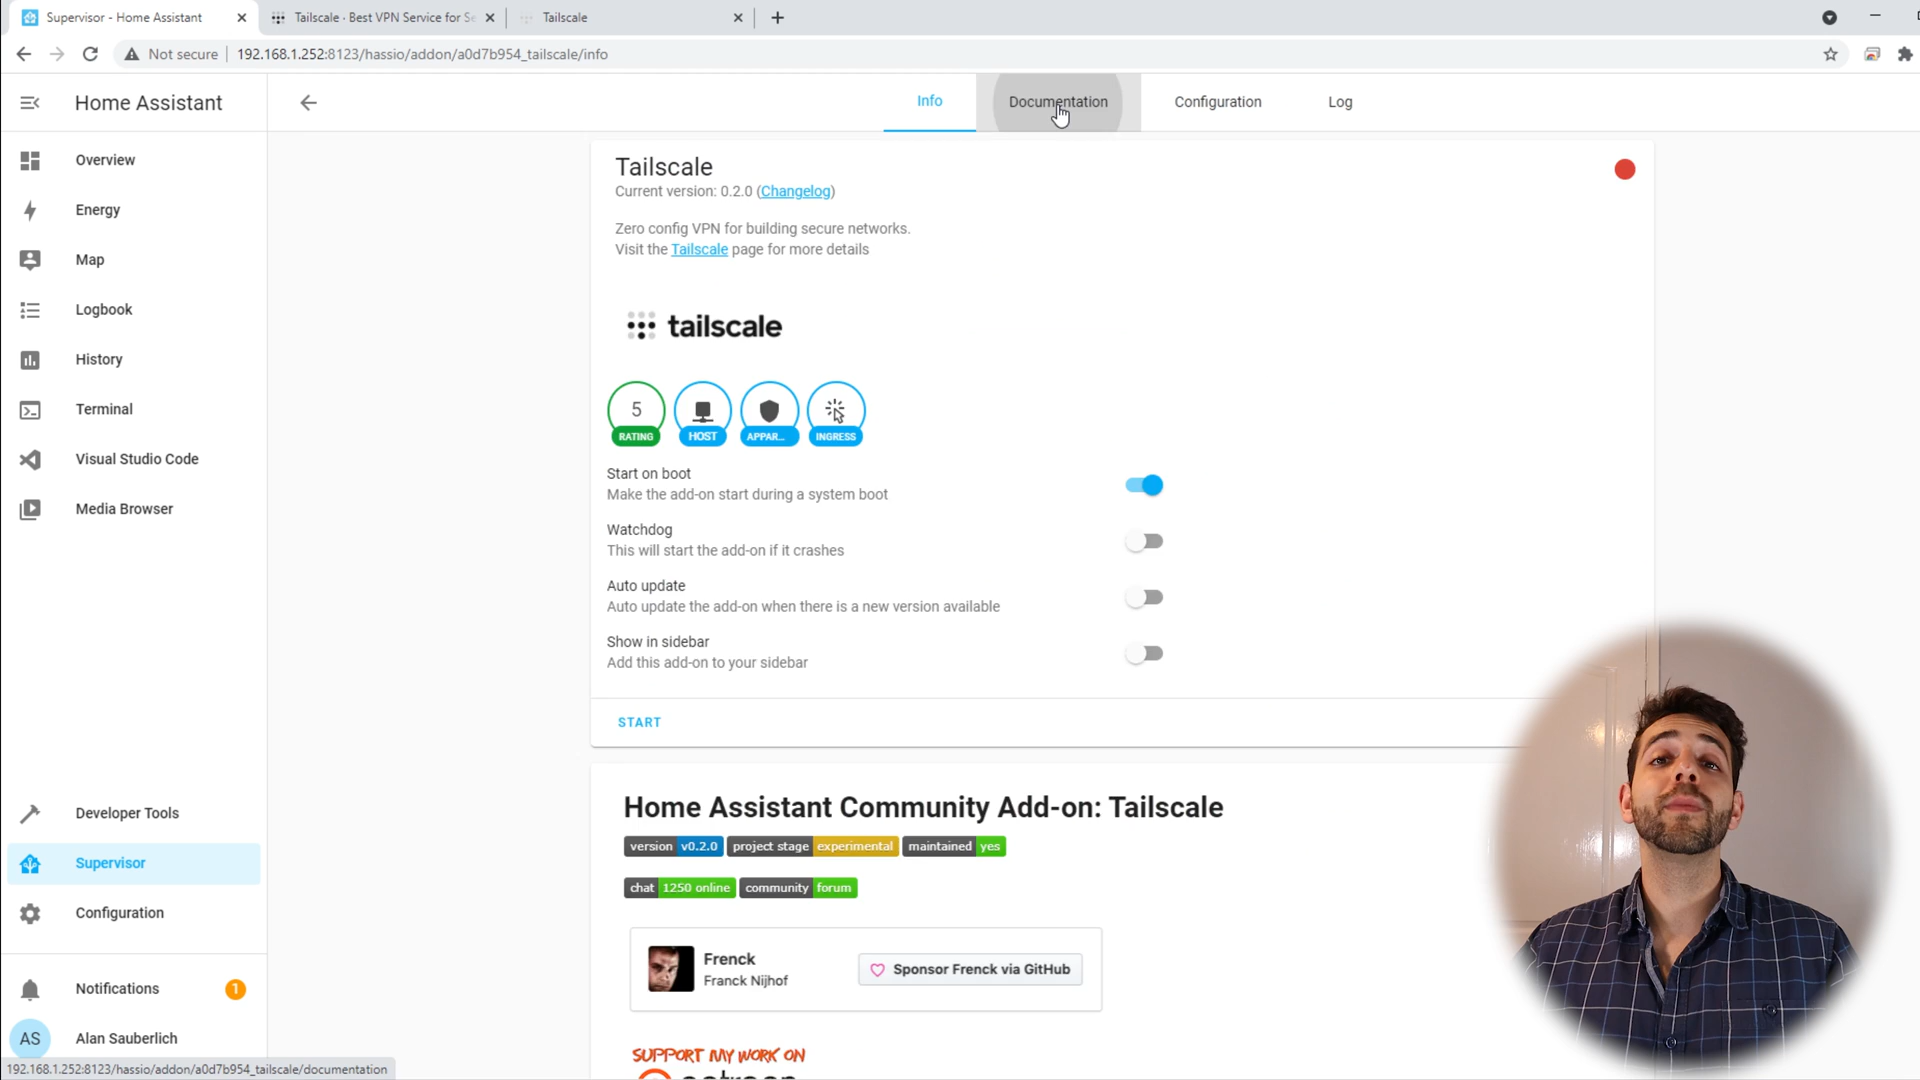 Supervisor - Home Assistant
Tailscale · Best VPN Service for Se
Tailscale
Not secure
192.168.1.252:8123/hassio/addon/a0d7b954_tailscale/info
Home Assistant
Info
Documentation
Configuration
Log
Overview
Energy
Map
Logbook
History
Terminal
Visual Studio Code
Media Browser
Developer Tools
Supervisor
Configuration
Notifications
1
AS
Alan Sauberlich
Tailscale
Current version: 0.2.0 (Changelog)
Zero config VPN for building secure networks.
Visit the Tailscale page for more details
tailscale
5
RATING
HOST
APPAR...
INGRESS
Start on boot
Make the add-on start during a system boot
Watchdog
This will start the add-on if it crashes
Auto update
Auto update the add-on when there is a new version available
Show in sidebar
Add this add-on to your sidebar
START
Home Assistant Community Add-on: Tailscale
version v0.2.0 project stage experimental maintained yes
chat 1250 online community forum
Frenck
Franck Nijhof
Sponsor Frenck via GitHub
SUPPORT MY WORK ON
192.168.1.252:8123/hassio/addon/a0d7b954_tailscale/documentation